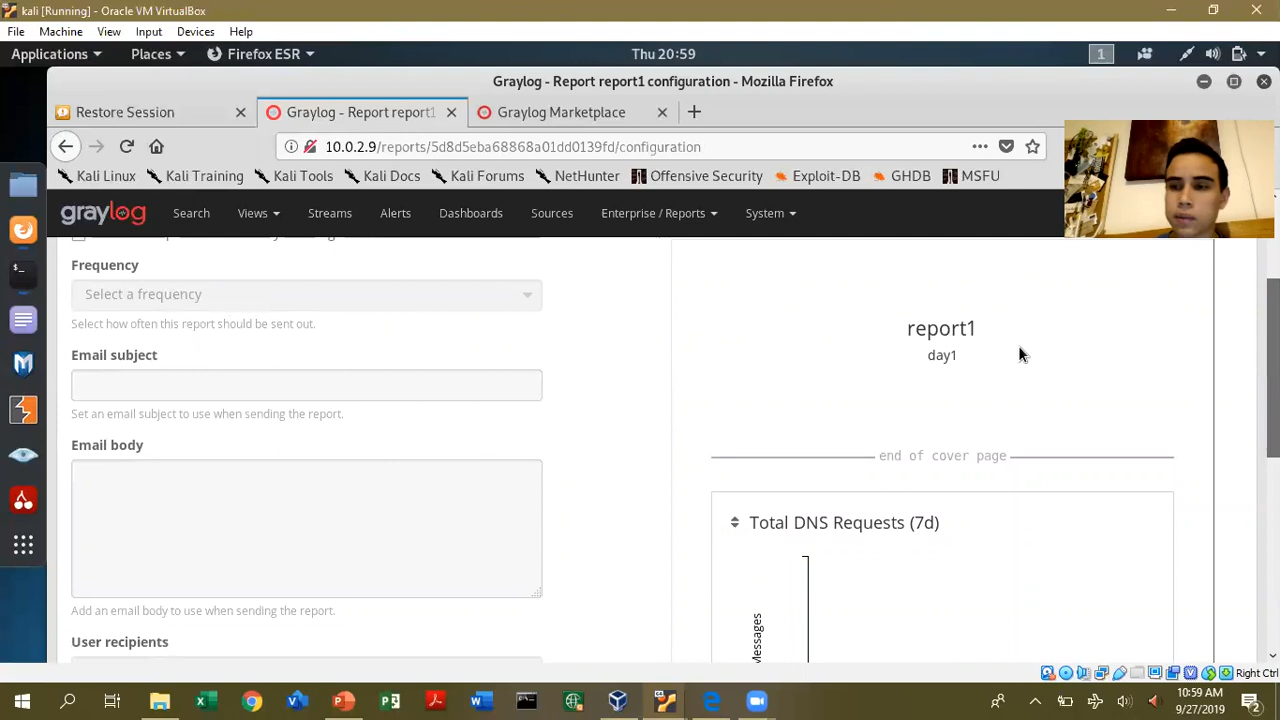 kali [Running] - Oracle VM VirtualBox
File Machine View Input Devices Help
Applications Places Firefox ESR Thu 20:59 1
Graylog - Report report1 configuration - Mozilla Firefox
Restore Session Graylog - Report report1 Graylog Marketplace
10.0.2.9/reports/5d8d5eba68868a01dd0139fd/configuration
Kali Linux Kali Training Kali Tools Kali Docs Kali Forums NetHunter Offensive Security Exploit-DB GHDB MSFU
graylog Search Views Streams Alerts Dashboards Sources Enterprise / Reports System
Frequency
Select a frequency
Select how often this report should be sent out.
Email subject
Set an email subject to use when sending the report.
Email body
Add an email body to use when sending the report.
User recipients
report1
day1
end of cover page
Total DNS Requests (7d)
Messages
Right Ctrl
10:59 AM
9/27/2019
2